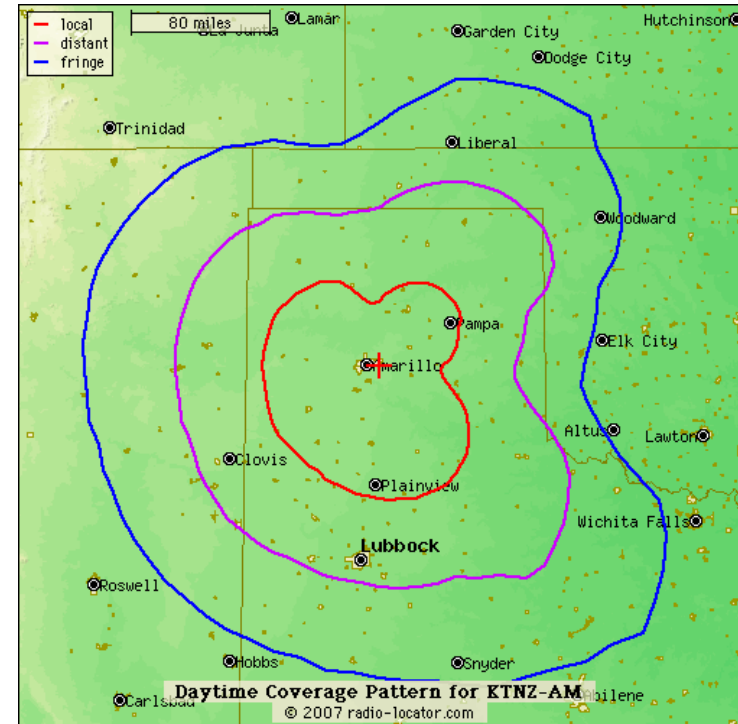 local
distant
fringe
80 miles
La Junta
Lamar
Garden City
Hutchinson
Dodge City
Trinidad
Liberal
Woodward
Pampa
Amarillo
Elk City
Altus
Lawton
Clovis
Plainview
Wichita Falls
Lubbock
Roswell
Hobbs
Snyder
Carlsbad
Abilene
Daytime Coverage Pattern for KTNZ-AM
© 2007 radio-locator.com